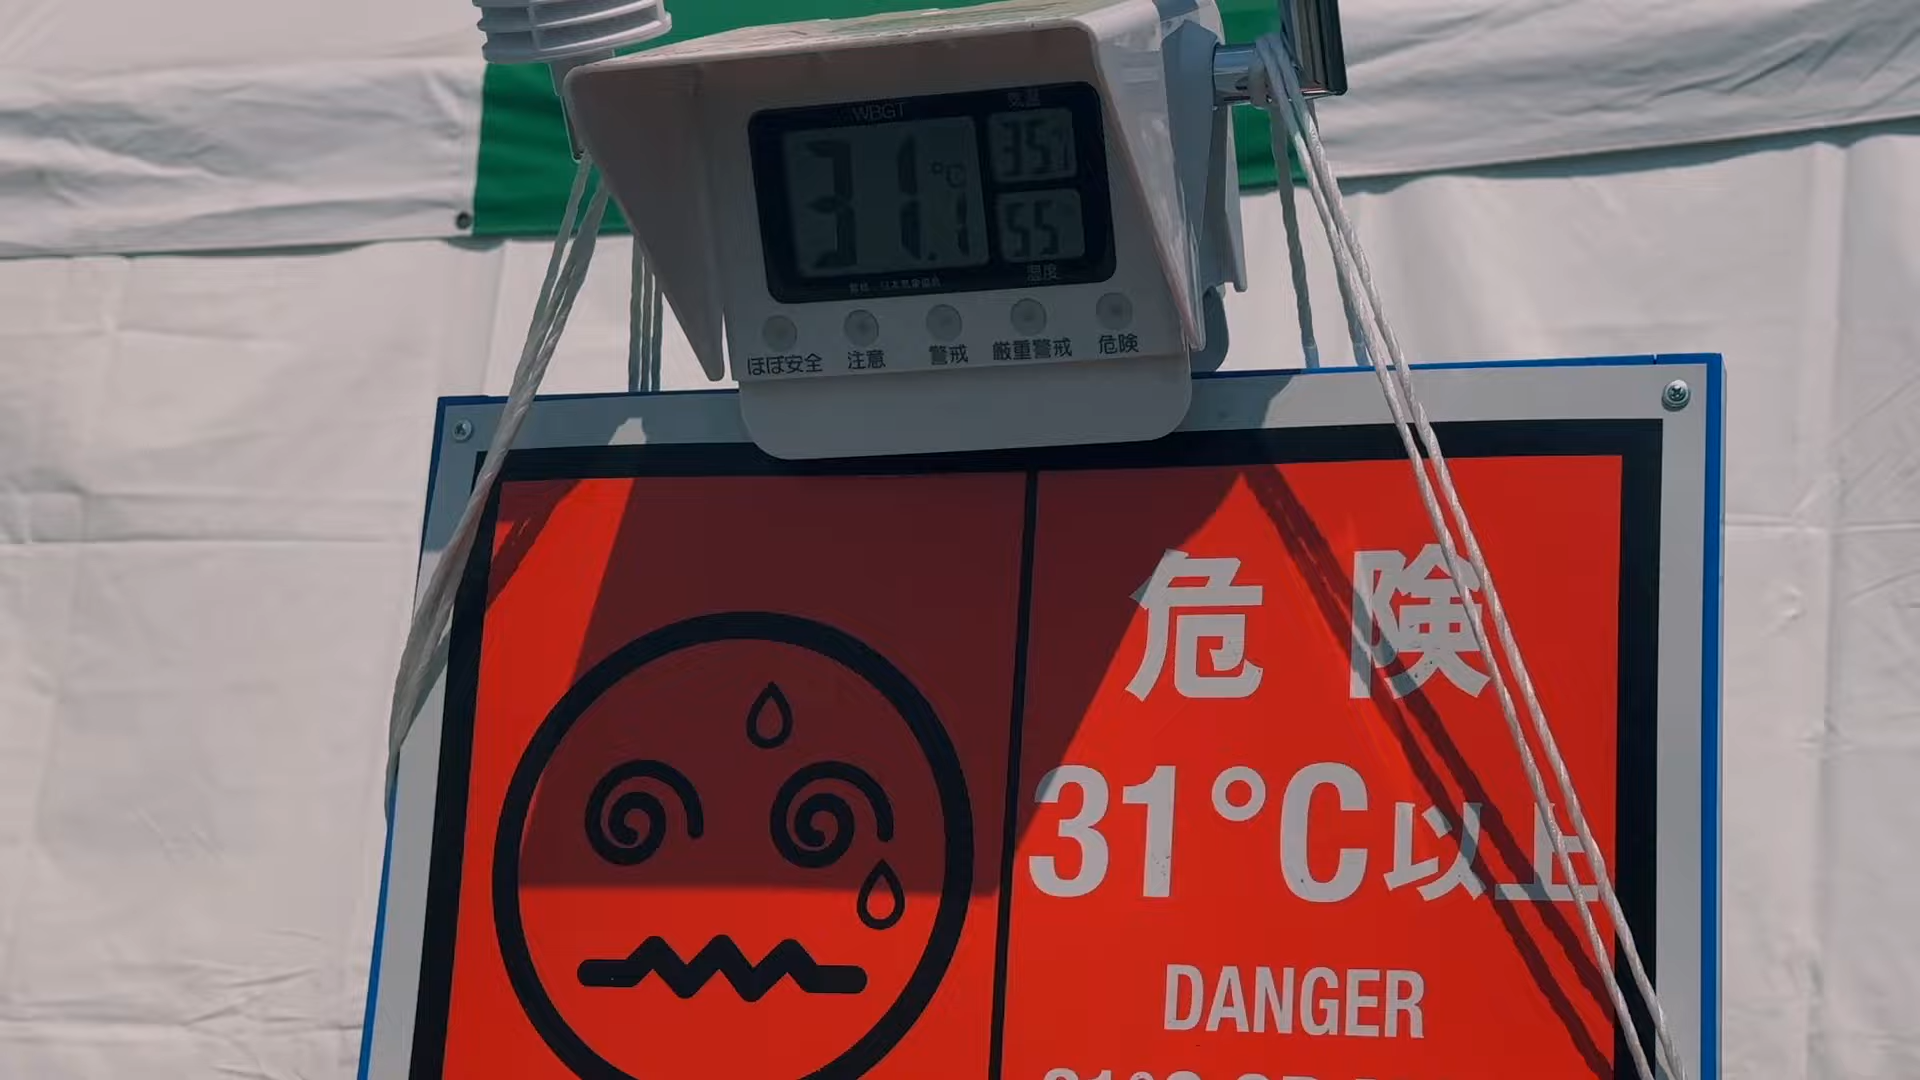 WBGT
気温
31.1
℃
35.
55
湿度
ほぼ安全 注意 警戒 厳重警戒 危険
危険
31°C以上
DANGER